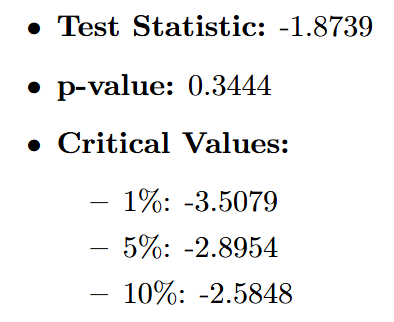 • Test Statistic: -1.8739
• p-value: 0.3444
• Critical Values:
– 1%: -3.5079
– 5%: -2.8954
– 10%: -2.5848